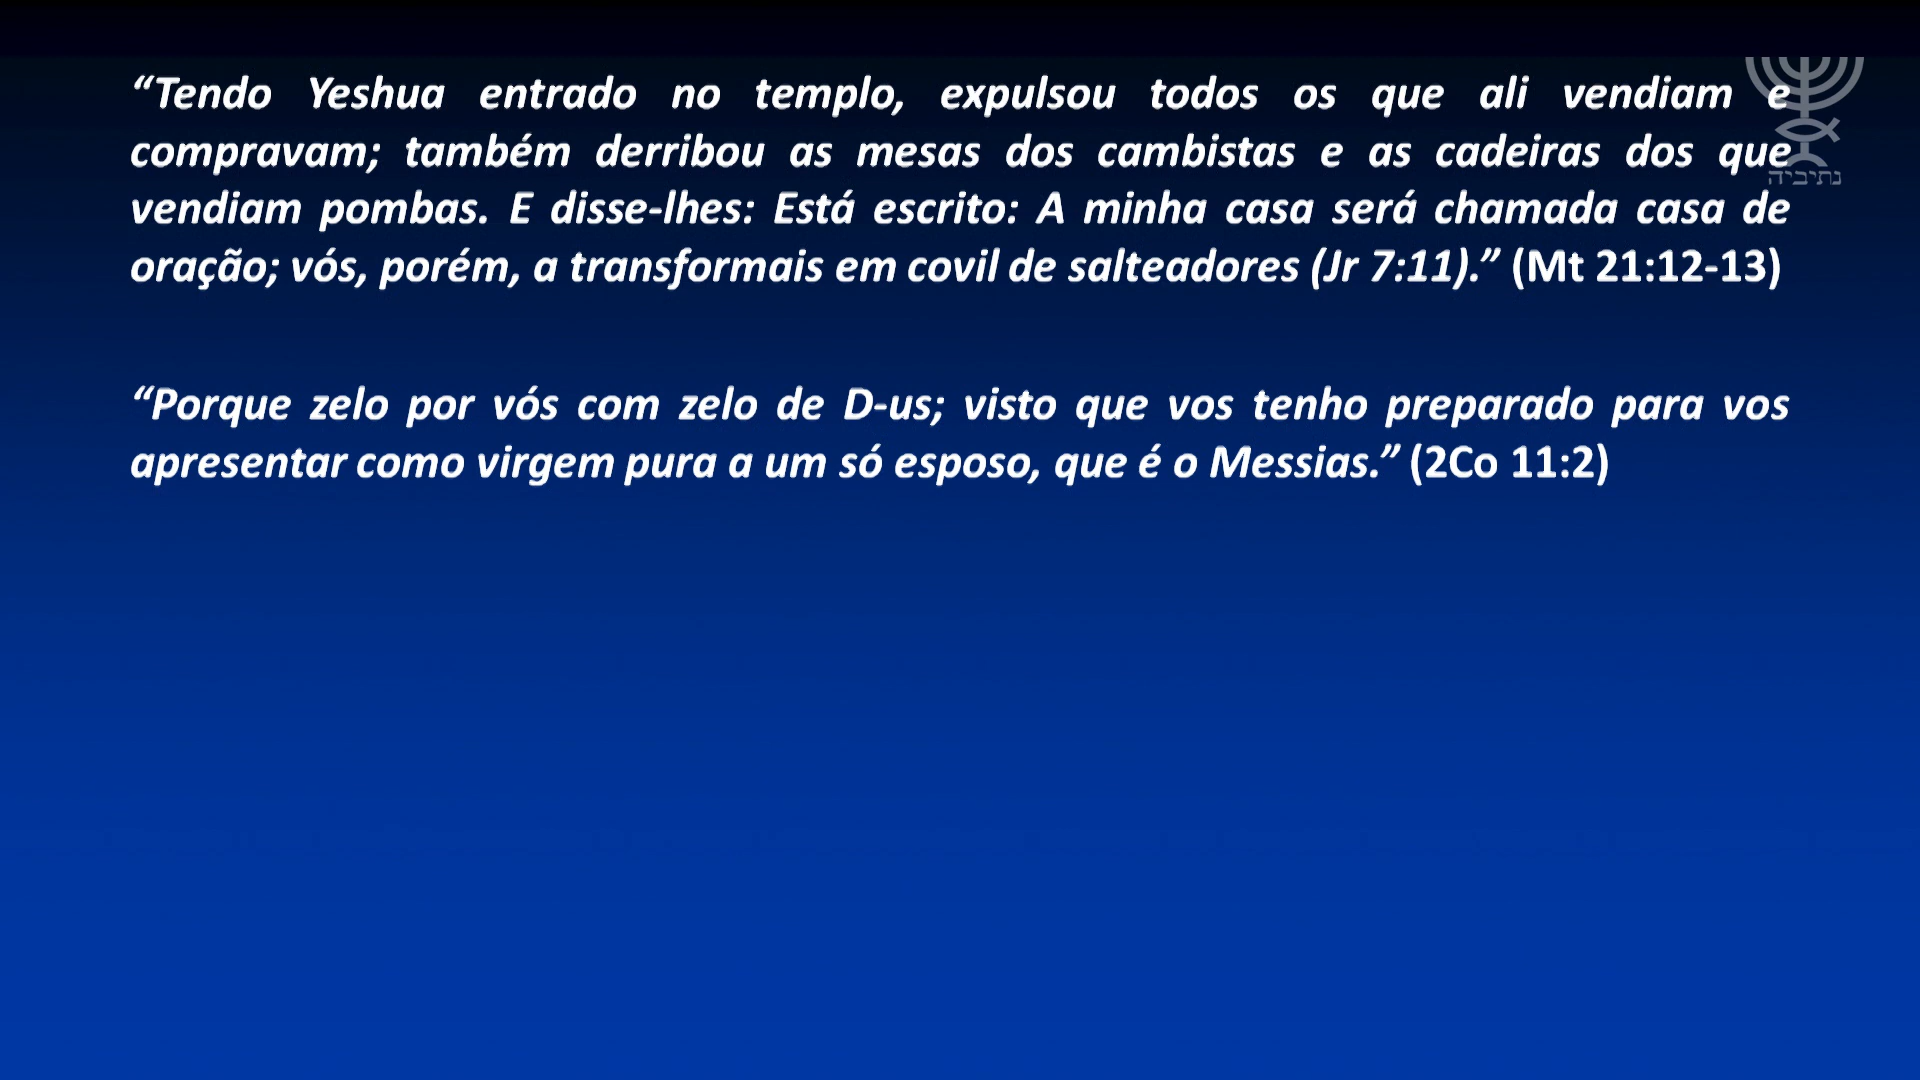 “Tendo Yeshua entrado no templo, expulsou todos os que ali vendiam e
compravam; também derribou as mesas dos cambistas e as cadeiras dos que
vendiam pombas. E disse-lhes: Está escrito: A minha casa será chamada casa de
oração; vós, porém, a transformais em covil de salteadores (Jr 7:11).” (Mt 21:12-13)
“Porque zelo por vós com zelo de D-us; visto que vos tenho preparado para vos
apresentar como virgem pura a um só esposo, que é o Messias.” (2Co 11:2)
נתיביה